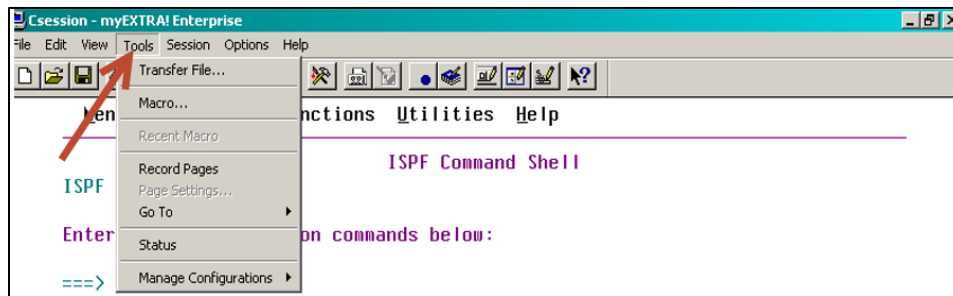 Csession - myEXTRA! Enterprise
File Edit View Tools Session Options Help
Transfer File...
Macro...
en nctions Utilities Help
Recent Macro
ISPF Command Shell
Record Pages
ISPF
Page Settings...
Go To
Enter on commands below:
Status
Manage Configurations
===>